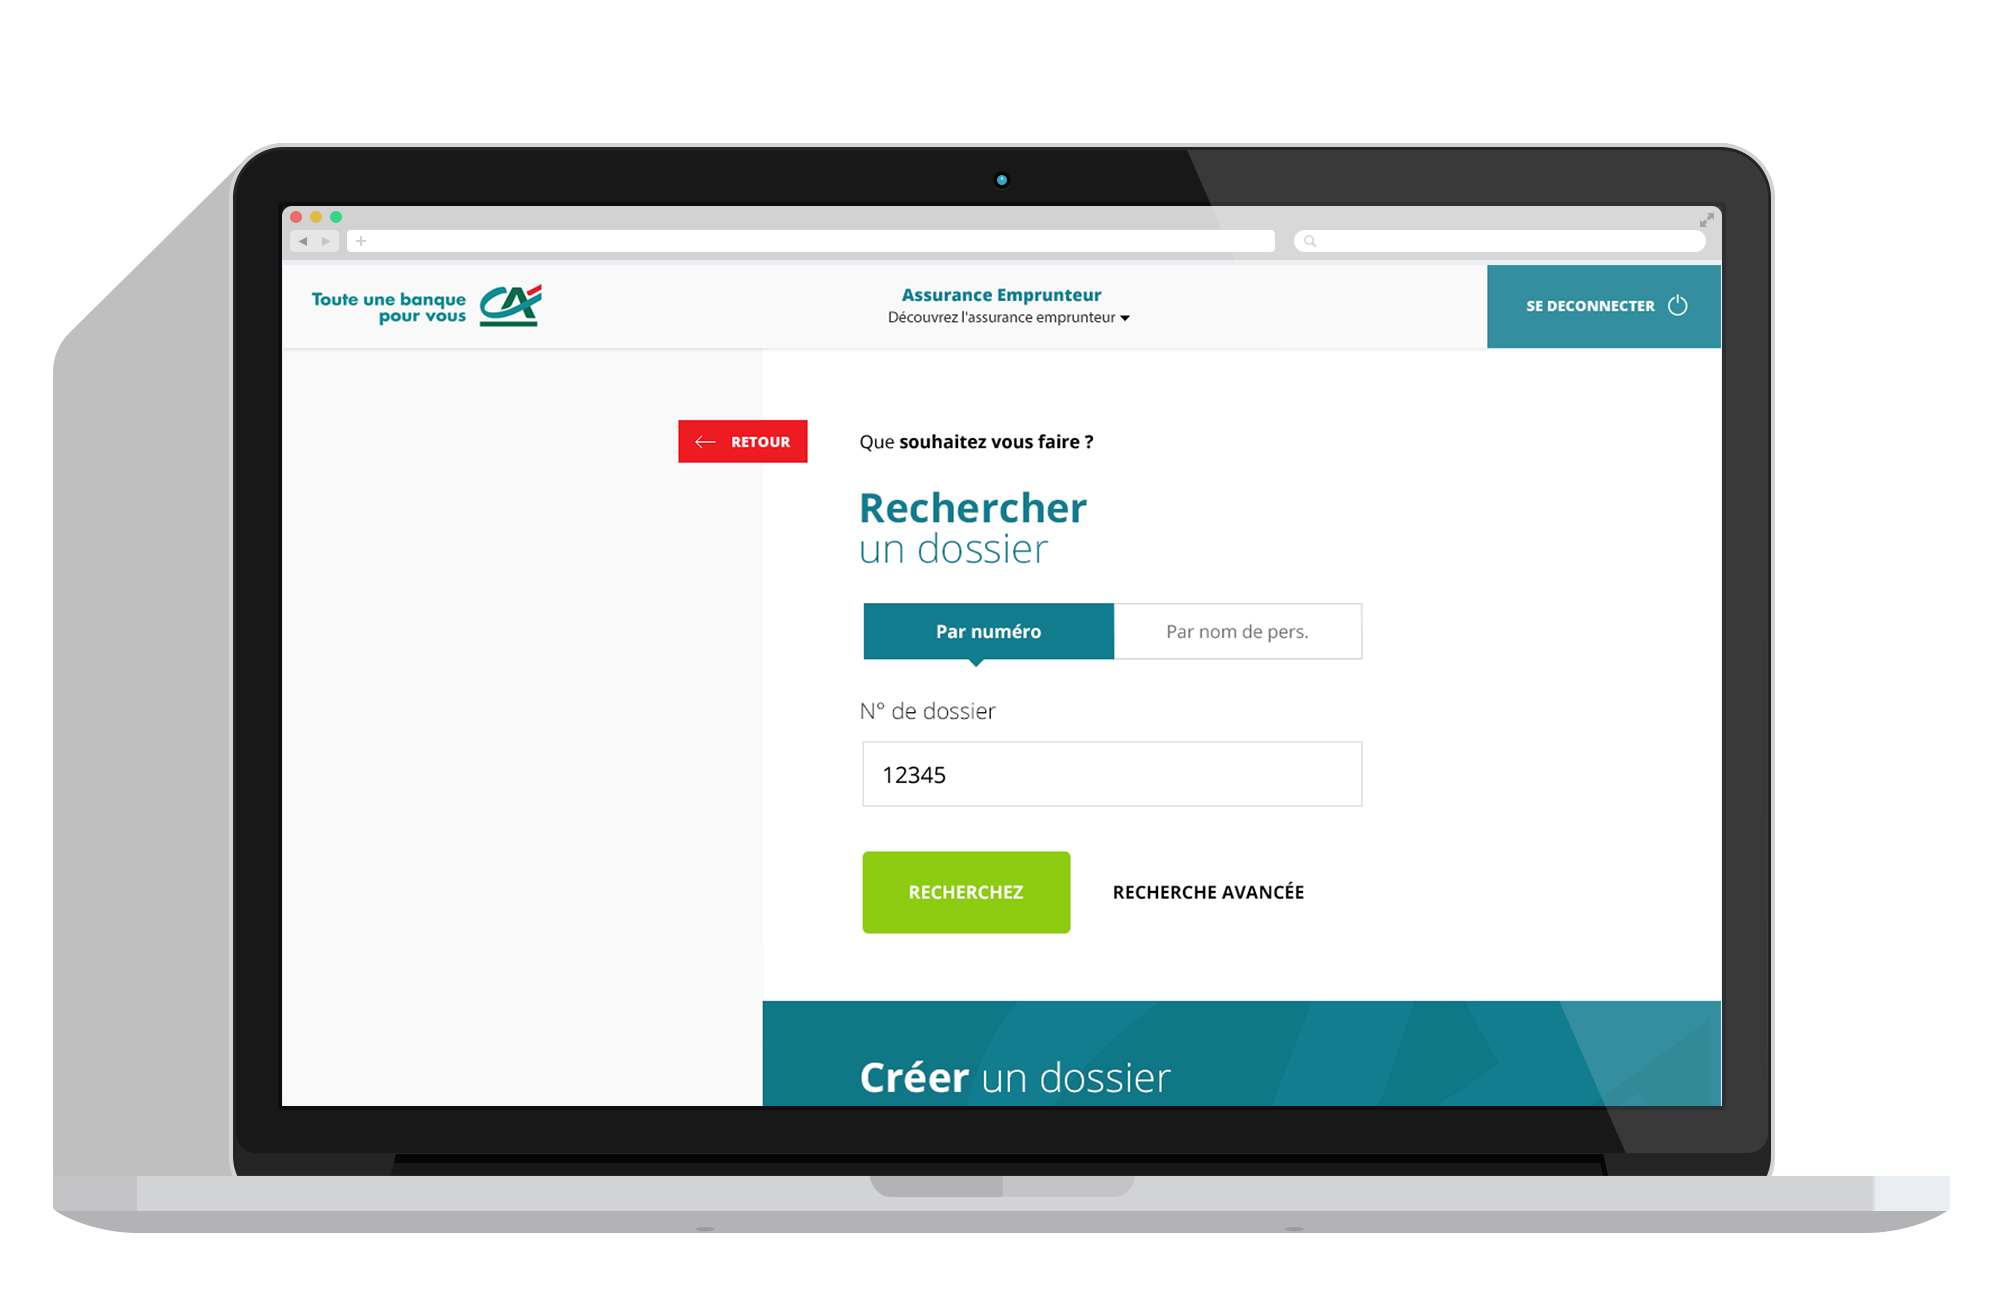 Toute une banque
pour vous
CA
Assurance Emprunteur
Découvrez l'assurance emprunteur
SE DECONNECTER
RETOUR
Que souhaitez vous faire ?
Rechercher
un dossier
Par numéro
Par nom de pers.
N° de dossier
12345
RECHERCHEZ
RECHERCHE AVANCÉE
Créer un dossier